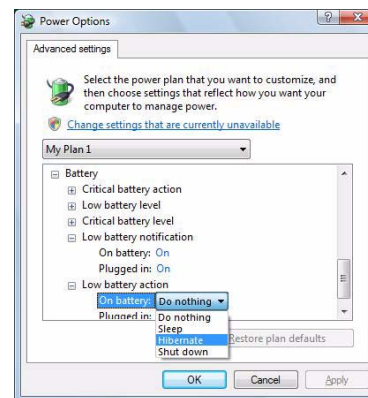 Power Options
Advanced settings
Select the power plan that you want to customize, and
then choose settings that reflect how you want your
computer to manage power.
Change settings that are currently unavailable
My Plan 1
Battery
Critical battery action
Low battery level
Critical battery level
Low battery notification
On battery: On
Plugged in: On
Low battery action
On battery: Do nothing
Plugged in: Do nothing
Sleep
Hibernate
Shut down
Restore plan defaults
OK Cancel Apply